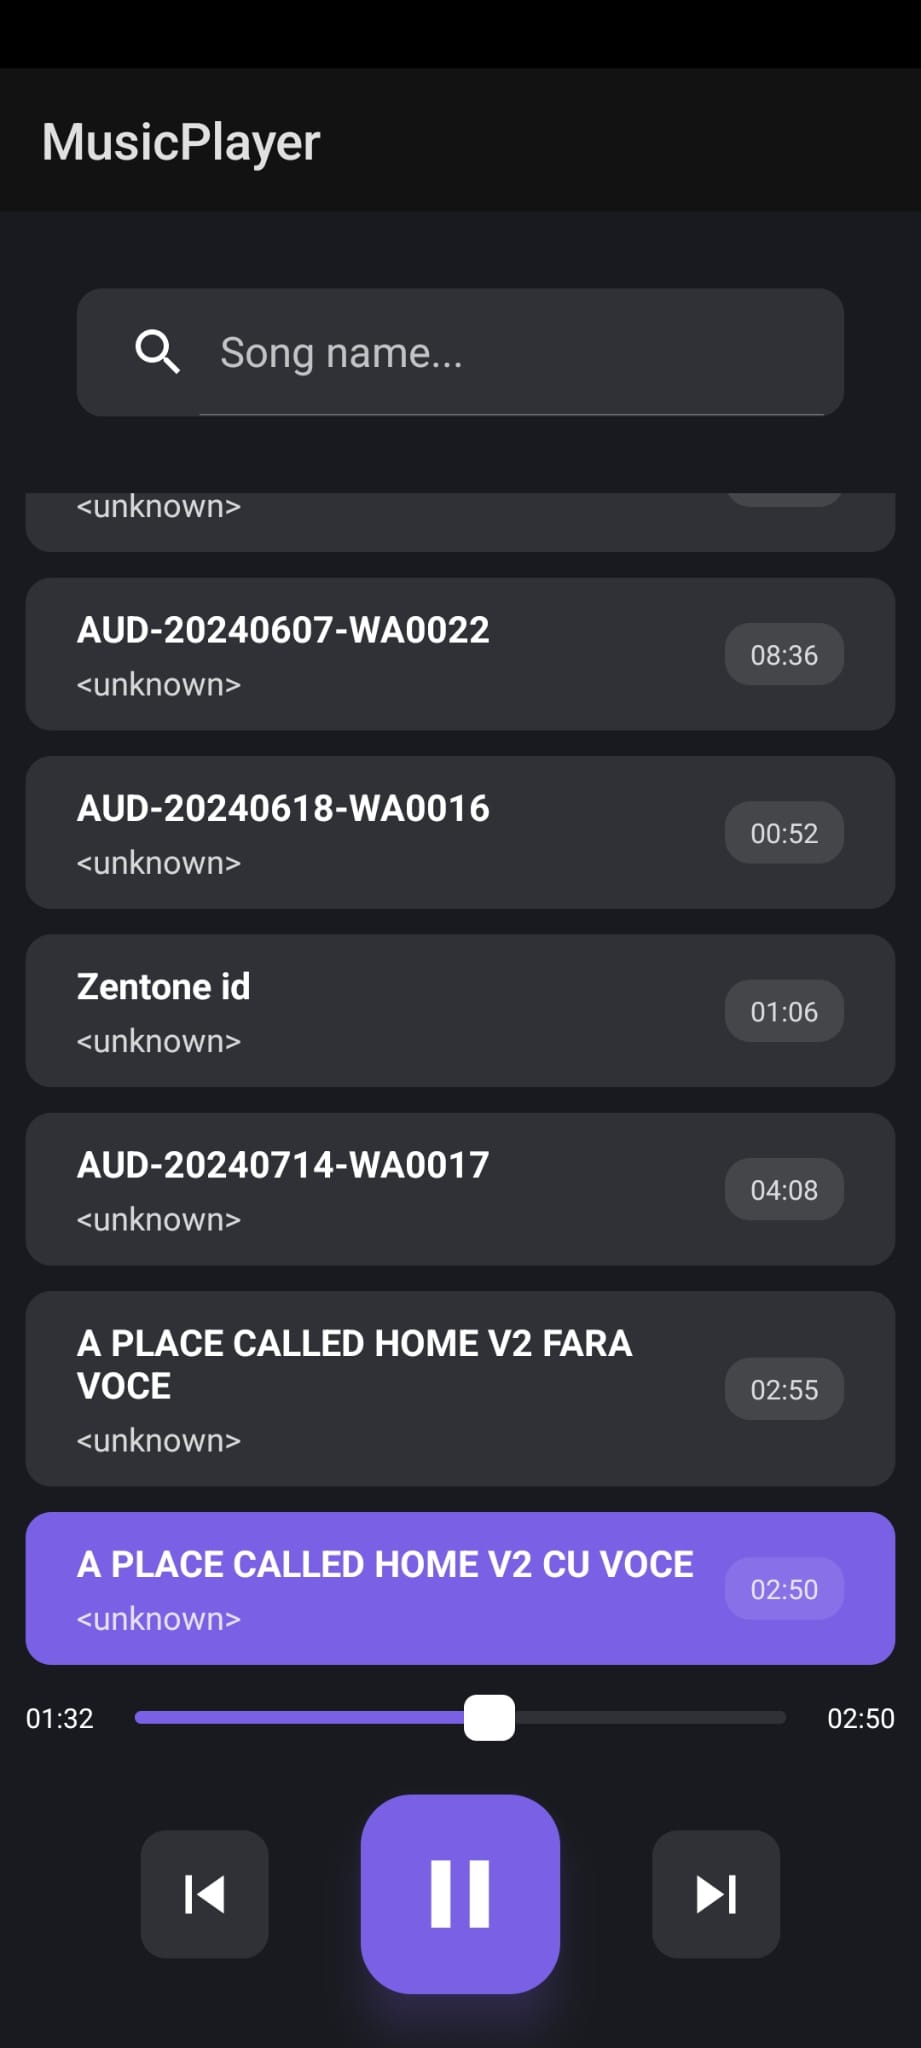 MusicPlayer
Song name...
<unknown>
AUD-20240607-WA0022
08:36
<unknown>
AUD-20240618-WA0016
00:52
<unknown>
Zentone id
01:06
<unknown>
AUD-20240714-WA0017
04:08
<unknown>
A PLACE CALLED HOME V2 FARA
VOCE
02:55
<unknown>
A PLACE CALLED HOME V2 CU VOCE
02:50
<unknown>
01:32
02:50